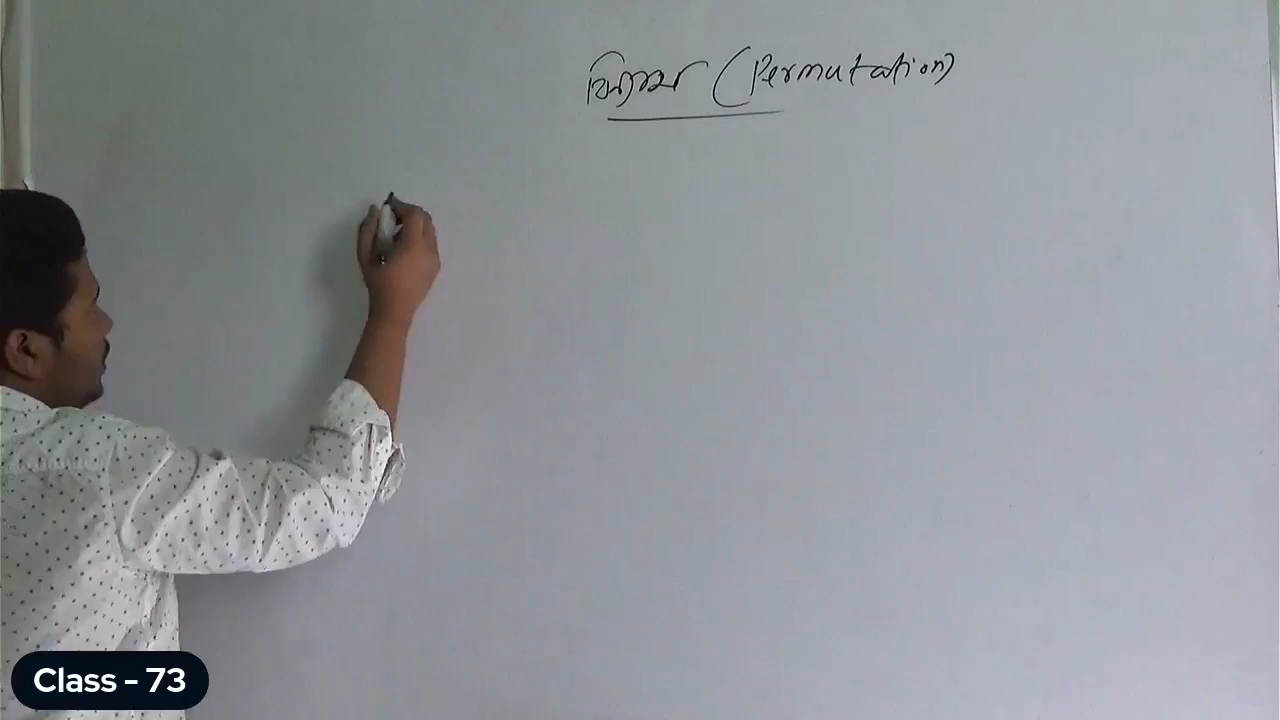 বিন্যাস (Permutation)
Class - 73